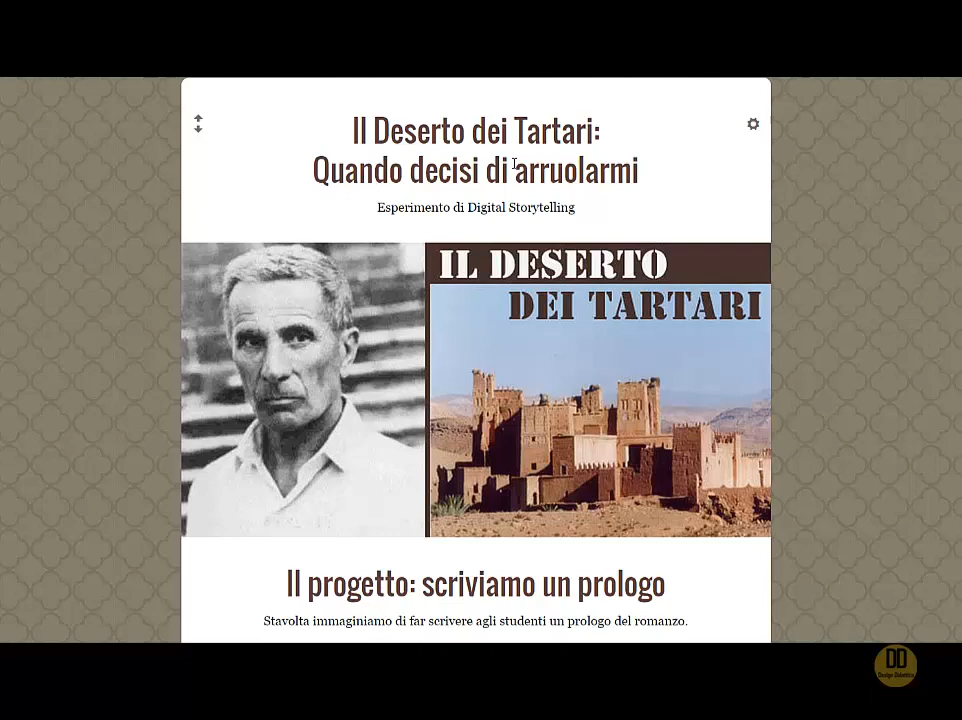 Il Deserto dei Tartari:
Quando decisi di arruolarmi
Esperimento di Digital Storytelling
IL DESERTO
DEI TARTARI
Il progetto: scriviamo un prologo
Stavolta immaginiamo di far scrivere agli studenti un prologo del romanzo.
DD